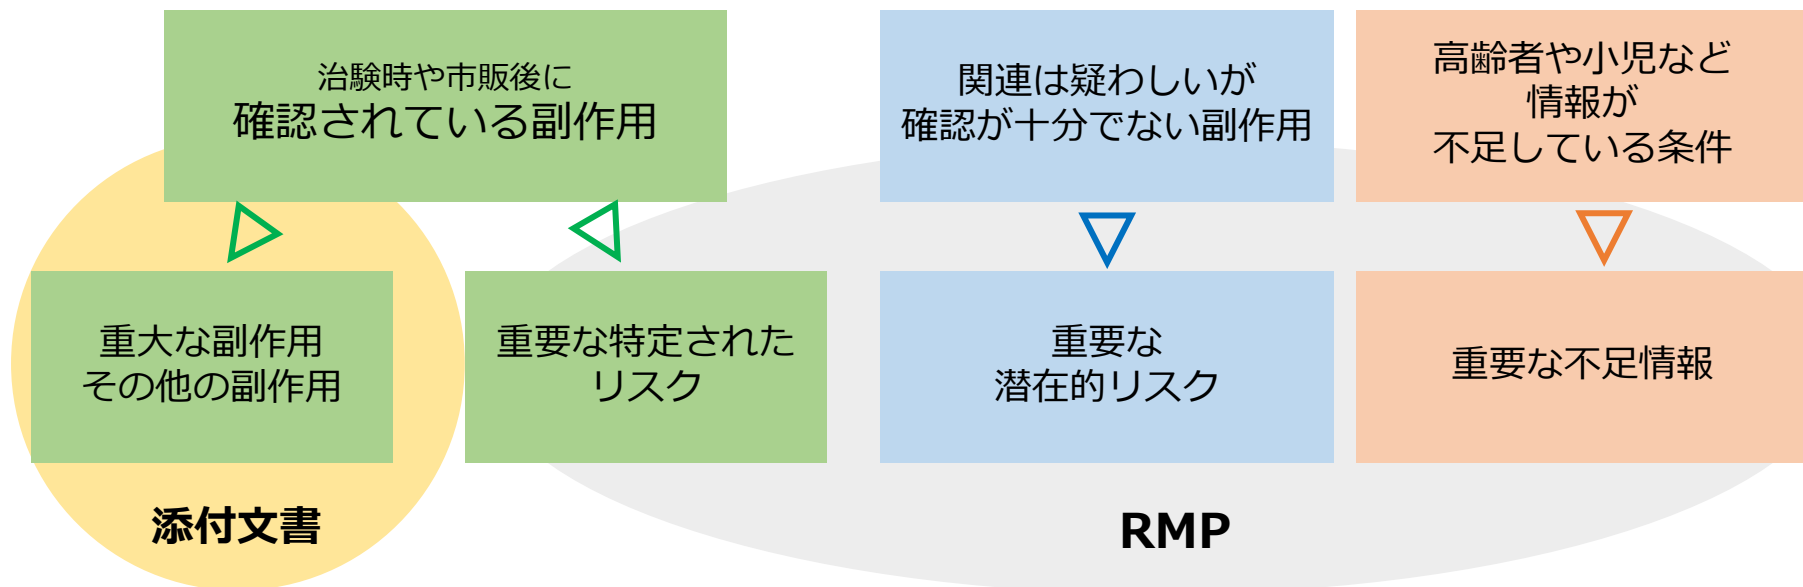 治験時や市販後に
確認されている副作用
関連は疑わしいが
確認が十分でない副作用
高齢者や小児など
情報が
不足している条件
重大な副作用
その他の副作用
重要な特定された
リスク
重要な
潜在的リスク
重要な不足情報
添付文書
RMP